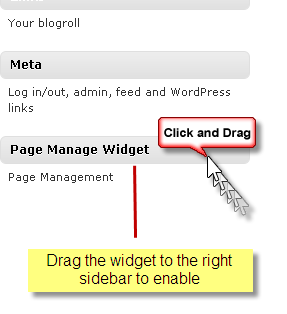 Your blogroll
Meta
Log in/out, admin, feed and WordPress
links
Click and Drag
Page Manage Widget
Page Management
Drag the widget to the right
sidebar to enable